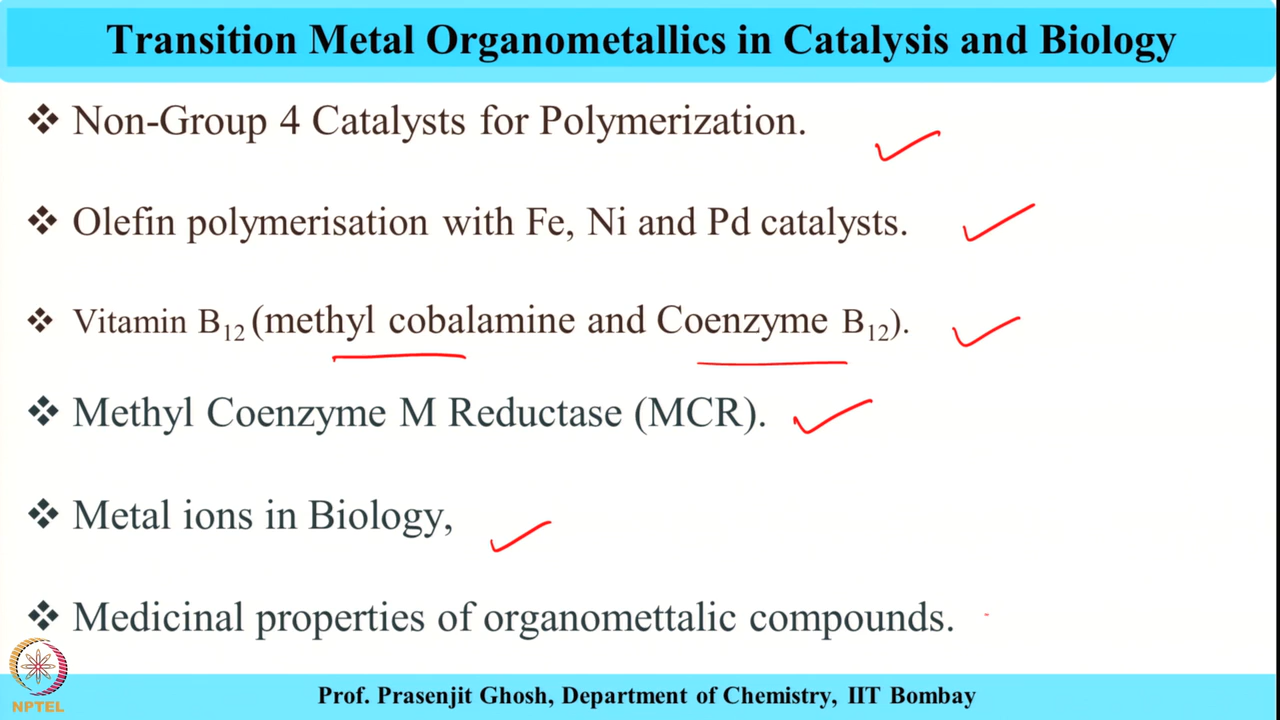 Transition Metal Organometallics in Catalysis and Biology
❖ Non-Group 4 Catalysts for Polymerization.
❖ Olefin polymerisation with Fe, Ni and Pd catalysts.
❖ Vitamin B₁₂ (methyl cobalamine and Coenzyme B₁₂).
❖ Methyl Coenzyme M Reductase (MCR).
❖ Metal ions in Biology,
❖ Medicinal properties of organomettalic compounds.
NPTEL
Prof. Prasenjit Ghosh, Department of Chemistry, IIT Bombay